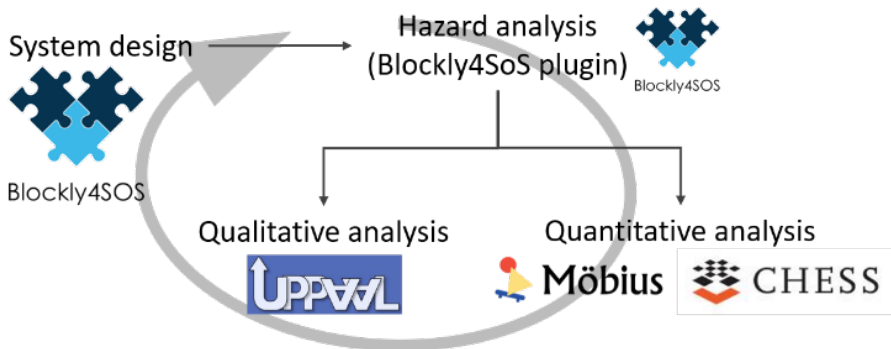 System design
Hazard analysis
(Blockly4SoS plugin)
Blockly4SOS
Blockly4SOS
Qualitative analysis
Quantitative analysis
UPPAAL
Möbius
CHESS